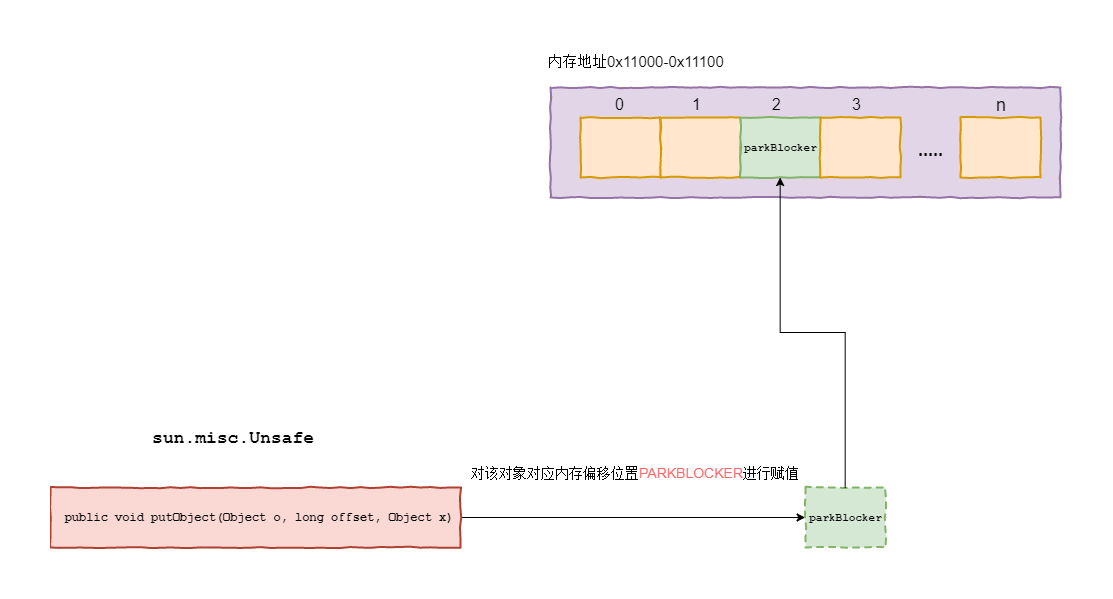 内存地址0x11000-0x11100
0 1 2 3 n
parkBlocker
.....
sun.misc.Unsafe
对该对象对应内存偏移位置PARKBLOCKER进行赋值
public void putObject(Object o, long offset, Object x)
parkBlocker